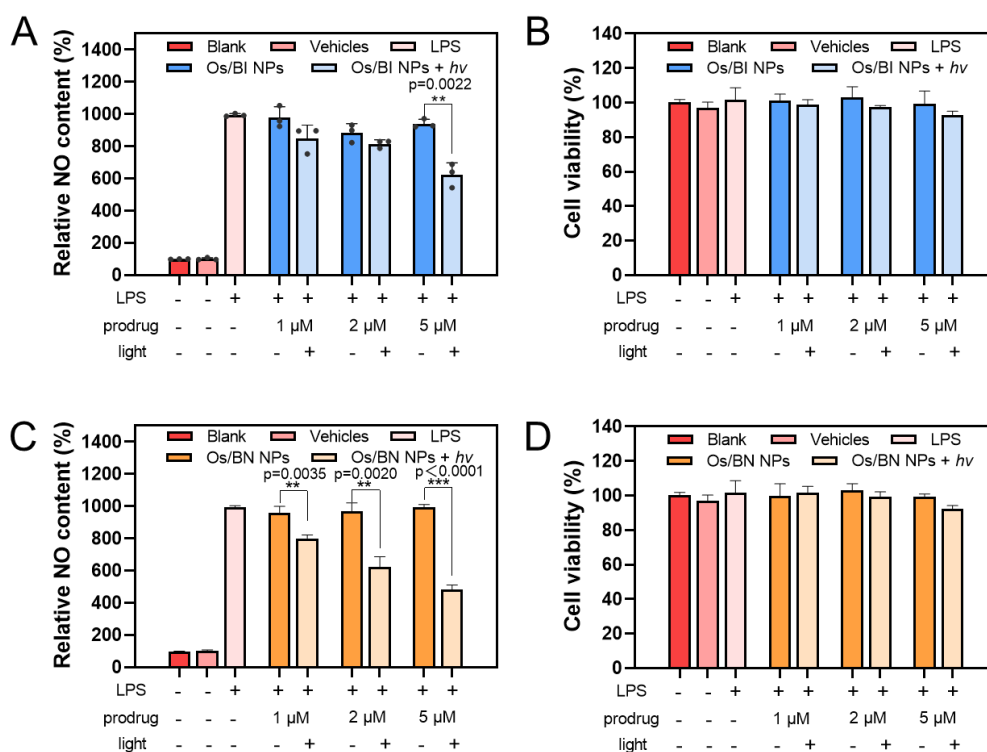 A
Relative NO content (%)
1400
1200
1000
800
600
400
200
0
Blank Vehicles LPS
Os/BI NPs Os/BI NPs + hv
p=0.0022
**
LPS - - + + + + + + +
prodrug - - - 1 μM 2 μM 5 μM
light - - - - + - + - +
B
Cell viability (%)
140
120
100
80
60
40
20
0
Blank Vehicles LPS
Os/BI NPs Os/BI NPs + hv
LPS - - + + + + + + +
prodrug - - - 1 μM 2 μM 5 μM
light - - - - + - + - +
C
Relative NO content (%)
1400
1200
1000
800
600
400
200
0
Blank Vehicles LPS
Os/BN NPs Os/BN NPs + hv
p=0.0035 p=0.0020 p<0.0001
** ** ***
LPS - - + + + + + + +
prodrug - - - 1 μM 2 μM 5 μM
light - - - - + - + - +
D
Cell viability (%)
140
120
100
80
60
40
20
0
Blank Vehicles LPS
Os/BN NPs Os/BN NPs + hv
LPS - - + + + + + + +
prodrug - - - 1 μM 2 μM 5 μM
light - - - - + - + - +